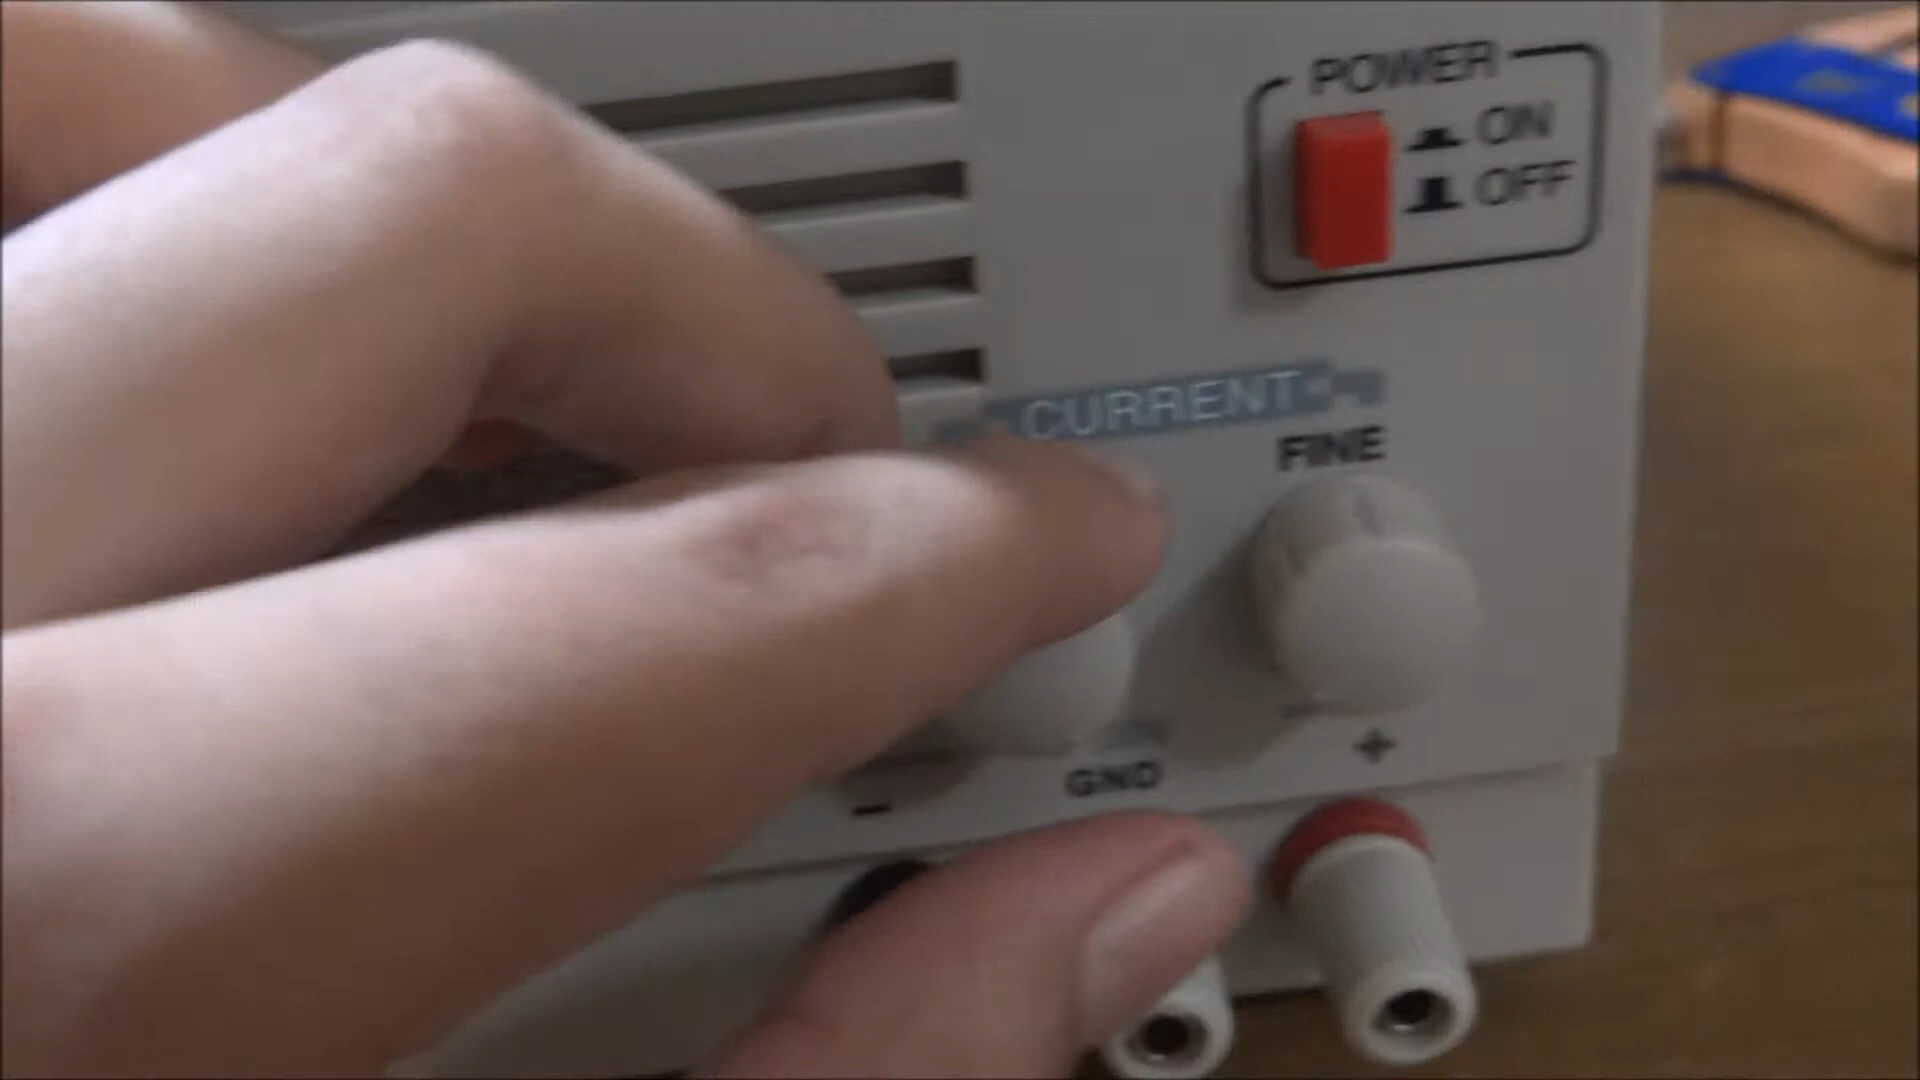 POWER
ON
OFF
CURRENT
FINE
- GND +